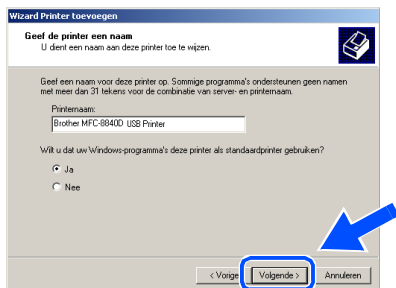 Wizard Printer toevoegen
Geef de printer een naam
U dient een naam aan deze printer toe te wijzen.
Geef een naam voor deze printer op. Sommige programma's ondersteunen geen namen
met meer dan 31 tekens voor de combinatie van server- en printernaam.
Printernaam:
Brother MFC-8840D USB Printer
Wilt u dat uw Windows-programma's deze printer als standaardprinter gebruiken?
Ja
Nee
< Vorige Volgende > Annuleren